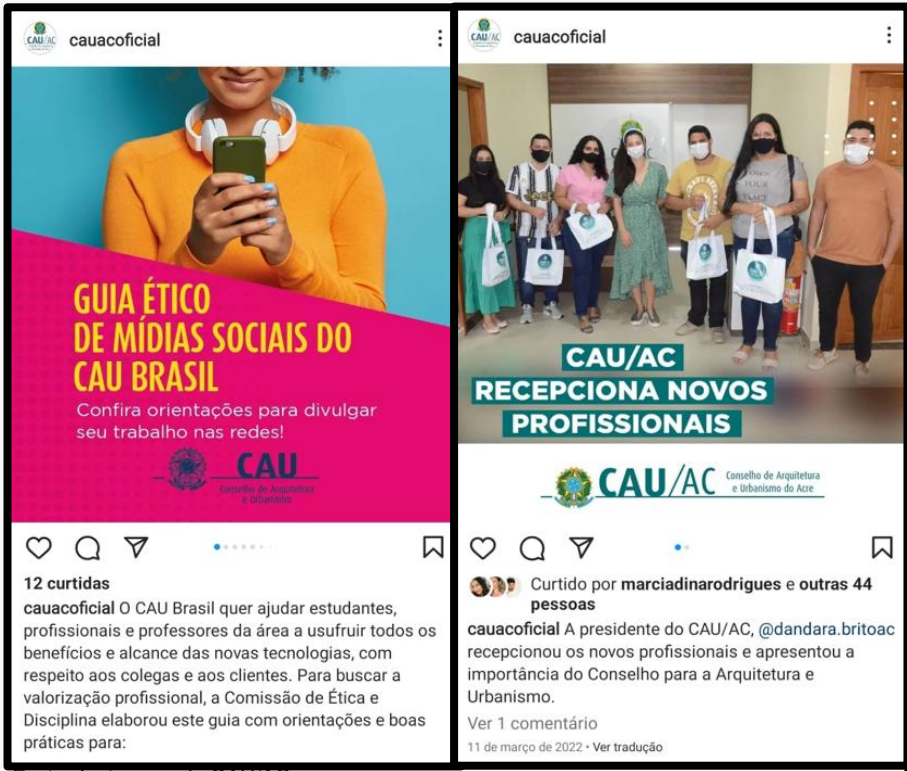 cauacoficial
GUIA ÉTICO
DE MÍDIAS SOCIAIS DO
CAU BRASIL
Confira orientações para divulgar
seu trabalho nas redes!
CAU
Conselho de Arquitetura
e Urbanismo
12 curtidas
cauacoficial O CAU Brasil quer ajudar estudantes,
profissionais e professores da área a usufruir todos os
benefícios e alcance das novas tecnologias, com
respeito aos colegas e aos clientes. Para buscar a
valorização profissional, a Comissão de Ética e
Disciplina elaborou este guia com orientações e boas
práticas para:
cauacoficial
CAU/AC
RECEPCIONA NOVOS
PROFISSIONAIS
CAU/AC Conselho de Arquitetura
e Urbanismo do Acre
Curtido por marciadinarodrigues e outras 44
pessoas
cauacoficial A presidente do CAU/AC, @dandara.britoac
recepcionou os novos profissionais e apresentou a
importância do Conselho para a Arquitetura e
Urbanismo.
Ver 1 comentário
11 de março de 2022 • Ver tradução